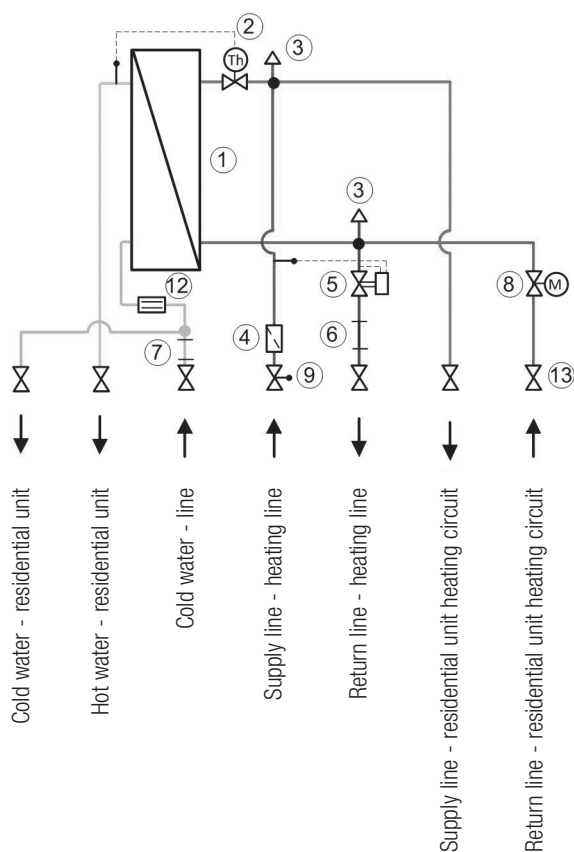 2
3
Th
1
3
12
5
8
M
7
4
6
9
13
Cold water - residential unit
Hot water - residential unit
Cold water - line
Supply line - heating line
Return line - heating line
Supply line - residential unit heating circuit
Return line - residential unit heating circuit